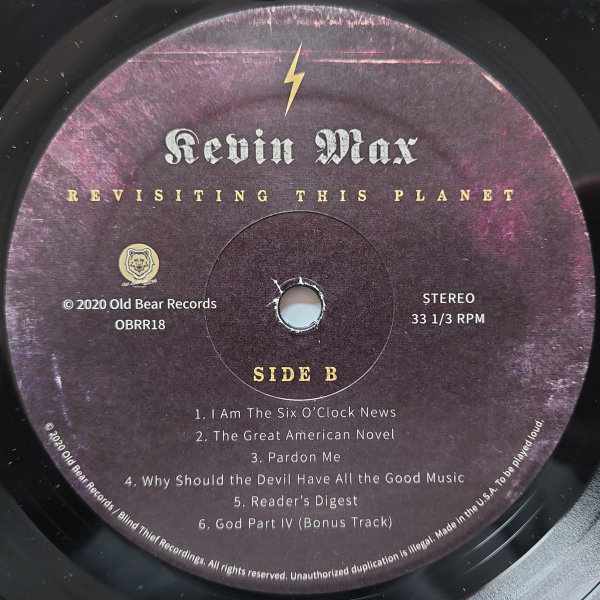 Kevin Max
REVISITING THIS PLANET
© 2020 Old Bear Records
OBRR18
STEREO
33 1/3 RPM
SIDE B
1. I Am The Six O'Clock News
2. The Great American Novel
3. Pardon Me
4. Why Should the Devil Have All the Good Music
5. Reader's Digest
6. God Part IV (Bonus Track)
© 2020 Old Bear Records / Blind Thief Recordings. All rights reserved. Unauthorized duplication is illegal. Made in the U.S.A. To be played loud.